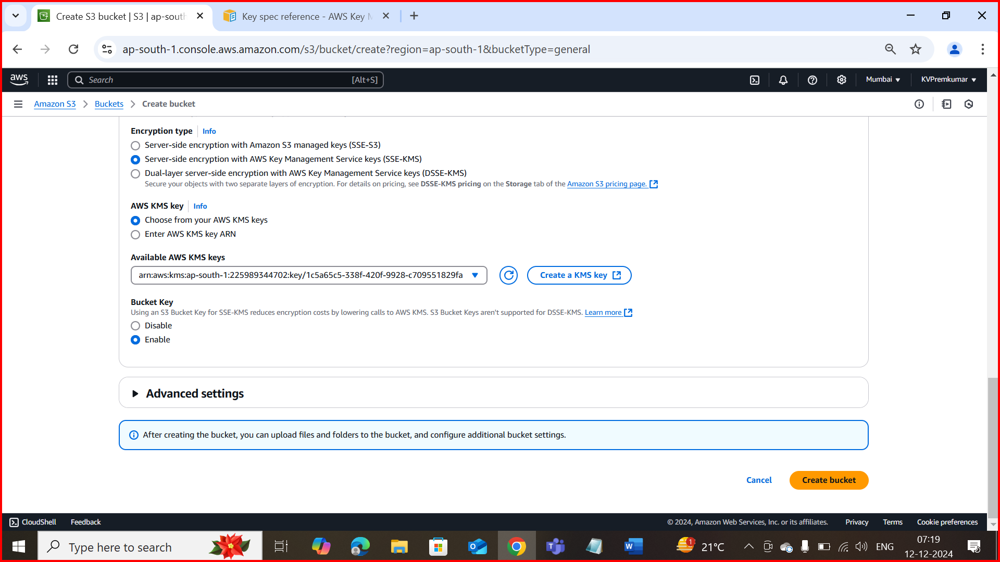 Create S3 bucket | S3 | ap-sout
Key spec reference - AWS Key M
ap-south-1.console.aws.amazon.com/s3/bucket/create?region=ap-south-1&bucketType=general
aws
Search
[Alt+S]
Mumbai
KVPremkumar
Amazon S3
Buckets
Create bucket
Encryption type
Info
Server-side encryption with Amazon S3 managed keys (SSE-S3)
Server-side encryption with AWS Key Management Service keys (SSE-KMS)
Dual-layer server-side encryption with AWS Key Management Service keys (DSSE-KMS)
Secure your objects with two separate layers of encryption. For details on pricing, see DSSE-KMS pricing on the Storage tab of the Amazon S3 pricing page.
AWS KMS key
Info
Choose from your AWS KMS keys
Enter AWS KMS key ARN
Available AWS KMS keys
arn:aws:kms:ap-south-1:225989344702:key/1c5a65c5-338f-420f-9928-c709551829fa
Create a KMS key
Bucket Key
Using an S3 Bucket Key for SSE-KMS reduces encryption costs by lowering calls to AWS KMS. S3 Bucket Keys aren't supported for DSSE-KMS. Learn more
Disable
Enable
Advanced settings
After creating the bucket, you can upload files and folders to the bucket, and configure additional bucket settings.
Cancel
Create bucket
CloudShell
Feedback
© 2024, Amazon Web Services, Inc. or its affiliates.
Privacy
Terms
Cookie preferences
Type here to search
1
21°C
ENG
07:19
12-12-2024